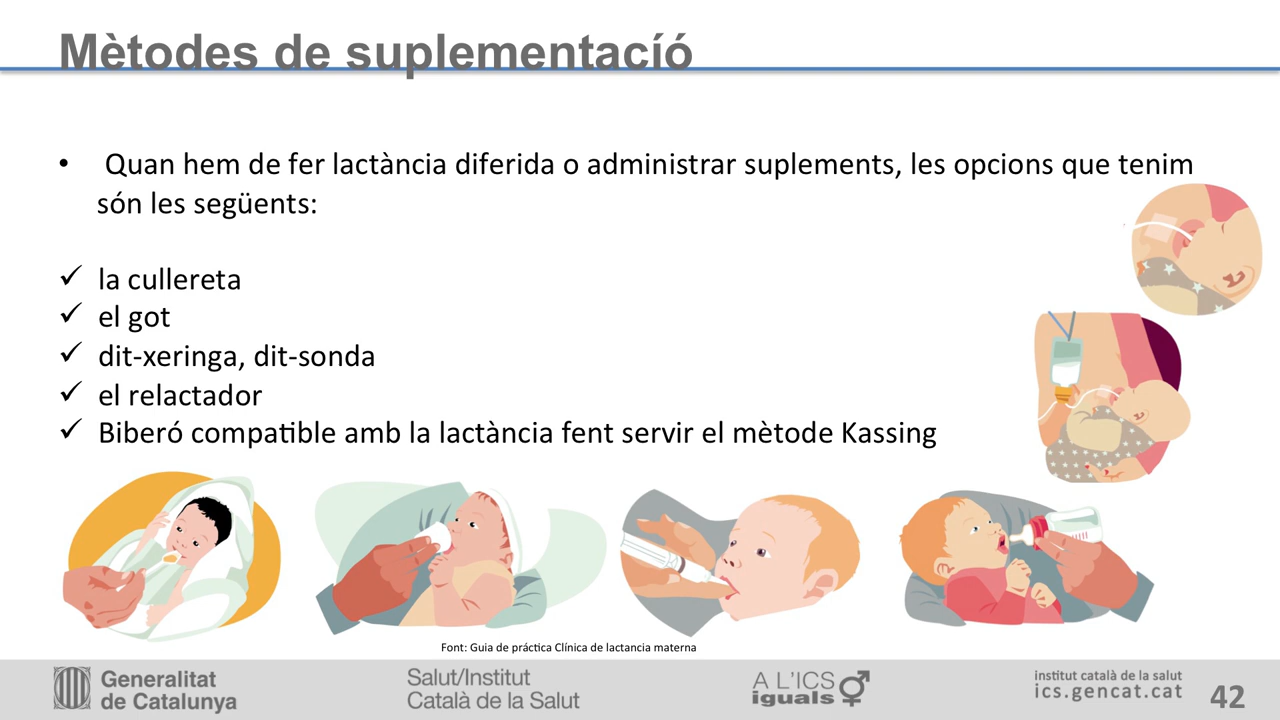 Mètodes de suplementacíó
• Quan hem de fer lactància diferida o administrar suplements, les opcions que tenim
són les següents:
✓ la cullereta
✓ el got
✓ dit-xeringa, dit-sonda
✓ el relactador
✓ Biberó compatible amb la lactància fent servir el mètode Kassing
Font: Guia de práctica Clínica de lactancia materna
Generalitat
de Catalunya
Salut/Institut
Català de la Salut
A L'ICS
iguals
institut català de la salut
ics.gencat.cat
42